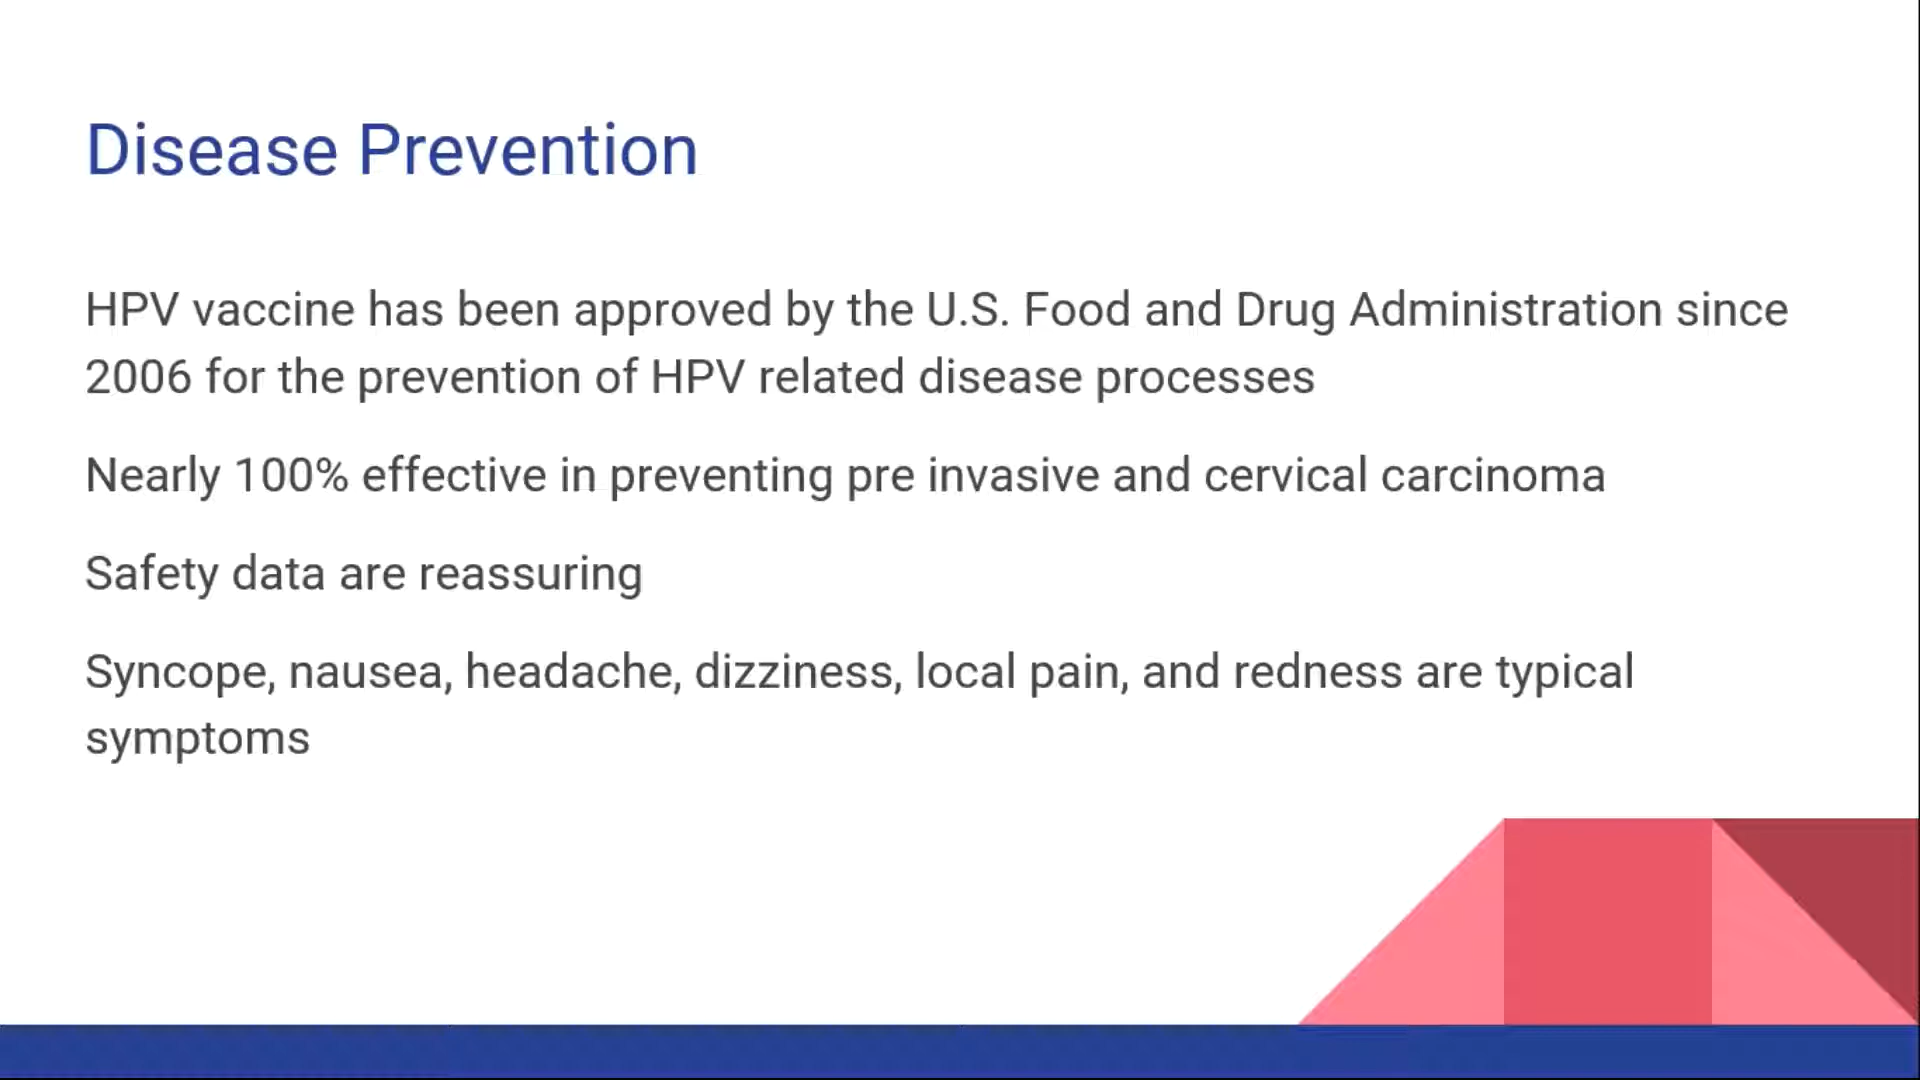 Disease Prevention
HPV vaccine has been approved by the U.S. Food and Drug Administration since
2006 for the prevention of HPV related disease processes
Nearly 100% effective in preventing pre invasive and cervical carcinoma
Safety data are reassuring
Syncope, nausea, headache, dizziness, local pain, and redness are typical
symptoms